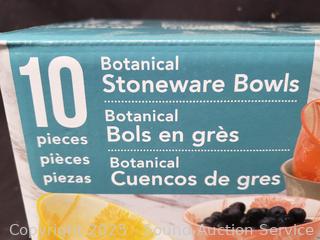 10
pieces
pièces
piezas
Botanical
Stoneware Bowls
Botanical
Bols en grès
Botanical
Cuencos de gres
Copyright 2025 - Sound Auction Service